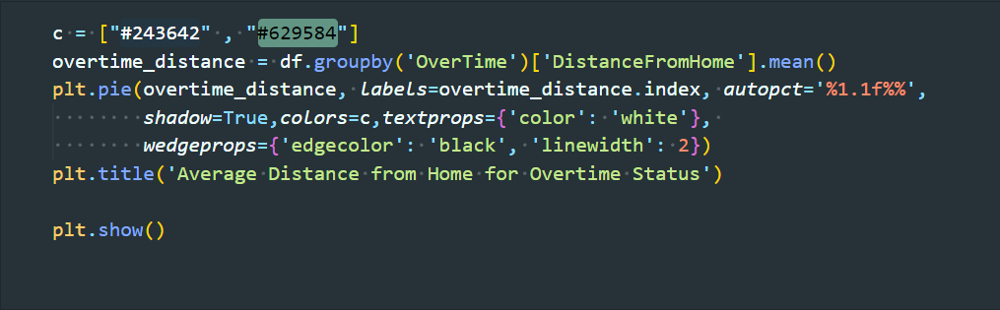 c = ["#243642" , "#629584"]
overtime_distance = df.groupby('OverTime')['DistanceFromHome'].mean()
plt.pie(overtime_distance, labels=overtime_distance.index, autopct='%1.1f%%',
        shadow=True,colors=c,textprops={'color': 'white'}, 
        wedgeprops={'edgecolor': 'black', 'linewidth': 2})
plt.title('Average Distance from Home for Overtime Status')
plt.show()